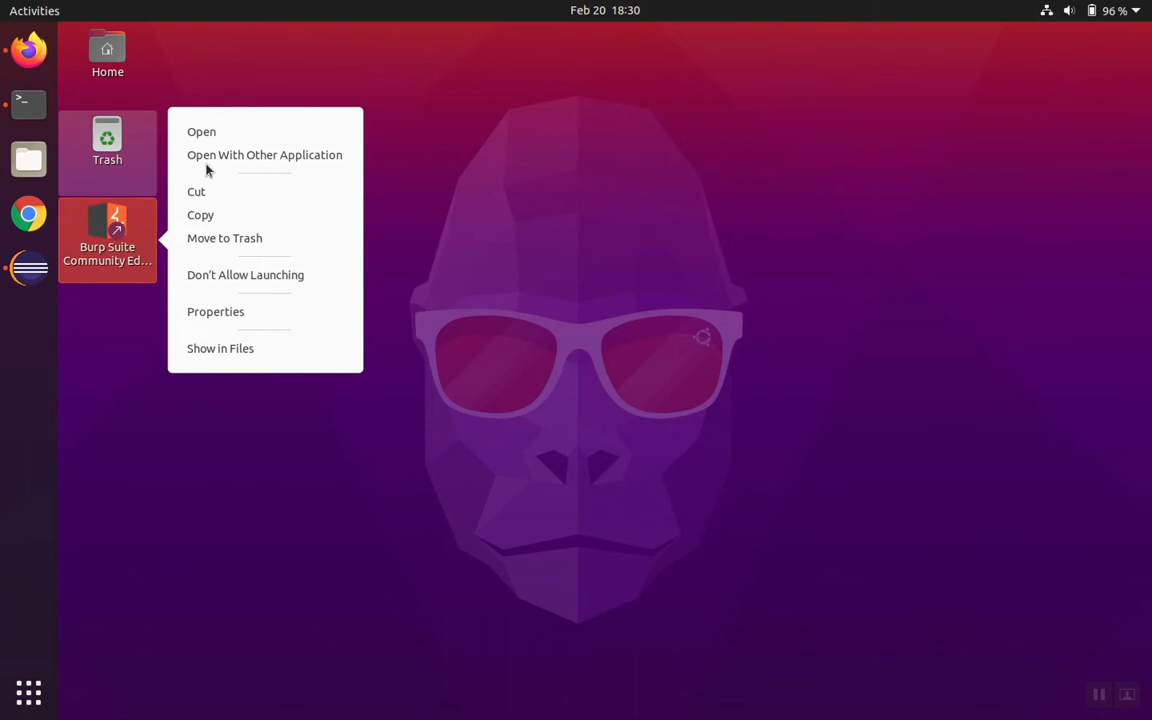 Activities
Feb 20 18:30
96 %
Home
Trash
Burp Suite
Community Ed...
Open
Open With Other Application
Cut
Copy
Move to Trash
Don't Allow Launching
Properties
Show in Files